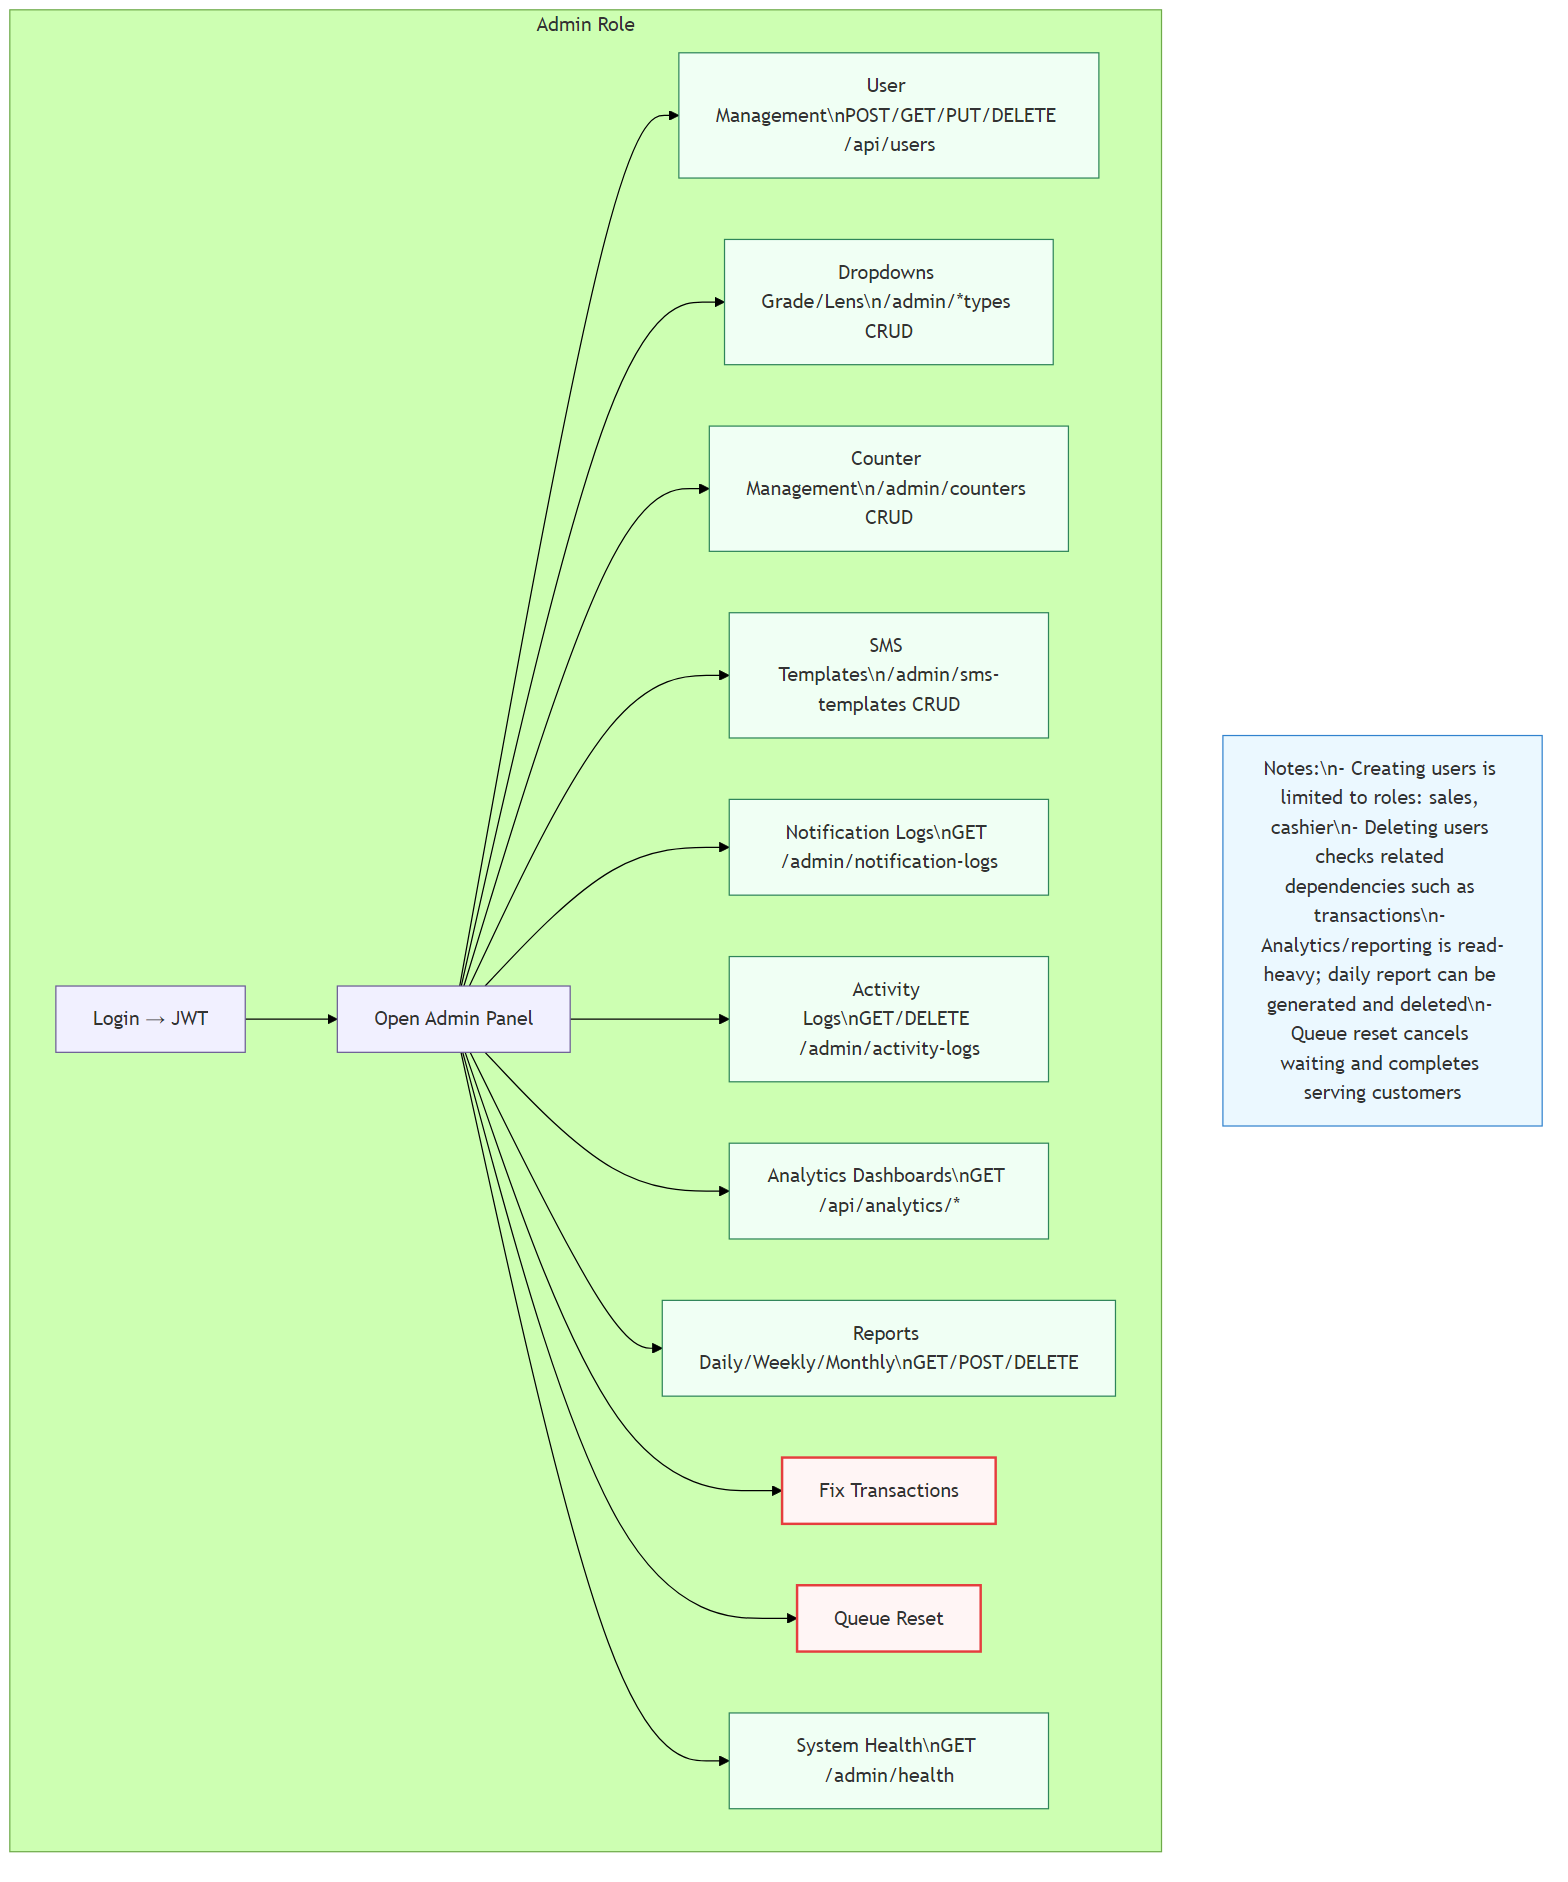 Admin Role
User
Management\nPOST/GET/PUT/DELETE
/api/users
Dropdowns
Grade/Lens\n/admin/*types
CRUD
Counter
Management\n/admin/counters
CRUD
SMS
Templates\n/admin/sms-
templates CRUD
Notification Logs\nGET
/admin/notification-logs
Login → JWT
Open Admin Panel
Activity
Logs\nGET/DELETE
/admin/activity-logs
Analytics Dashboards\nGET
/api/analytics/*
Reports
Daily/Weekly/Monthly\nGET/POST/DELETE
Fix Transactions
Queue Reset
System Health\nGET
/admin/health
Notes:\n- Creating users is
limited to roles: sales,
cashier\n- Deleting users
checks related
dependencies such as
transactions\n-
Analytics/reporting is read-
heavy; daily report can be
generated and deleted\n-
Queue reset cancels
waiting and completes
serving customers